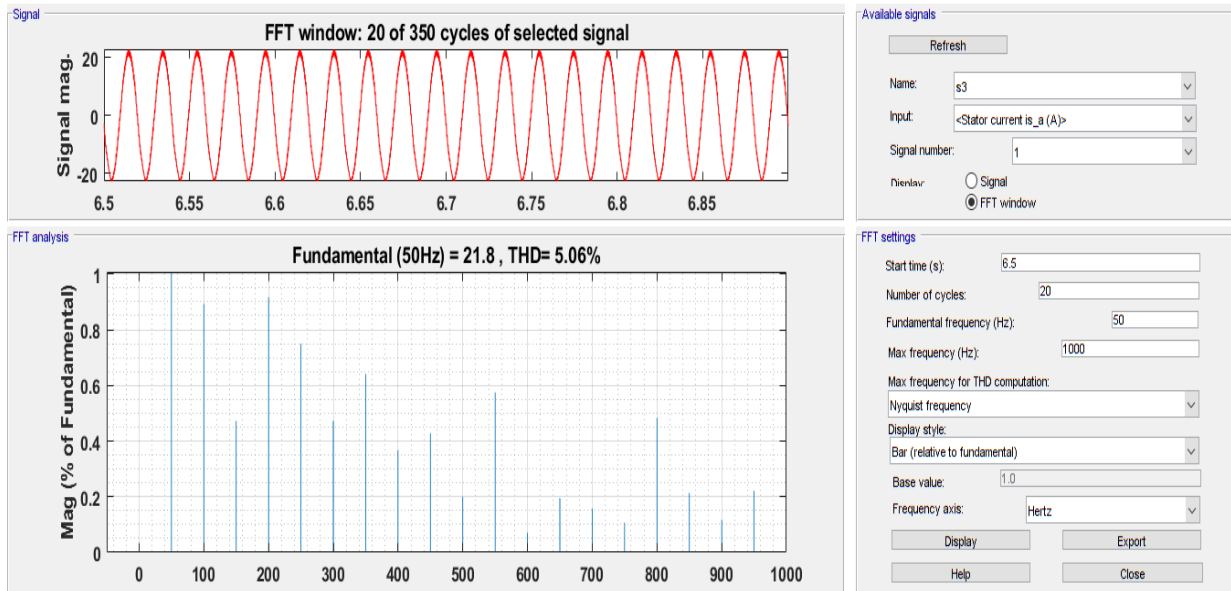 Signal
FFT window: 20 of 350 cycles of selected signal
Signal mag.
20
0
-20
6.5 6.55 6.6 6.65 6.7 6.75 6.8 6.85
FFT analysis
Fundamental (50Hz) = 21.8 , THD= 5.06%
Mag (% of Fundamental)
1
0.8
0.6
0.4
0.2
0
0 100 200 300 400 500 600 700 800 900 1000
Available signals
Refresh
Name: s3
Input: <Stator current is_a (A)>
Signal number: 1
Display: Signal
FFT window
FFT settings
Start time (s): 6.5
Number of cycles: 20
Fundamental frequency (Hz): 50
Max frequency (Hz): 1000
Max frequency for THD computation:
Nyquist frequency
Display style:
Bar (relative to fundamental)
Base value: 1.0
Frequency axis: Hertz
Display Export
Help Close